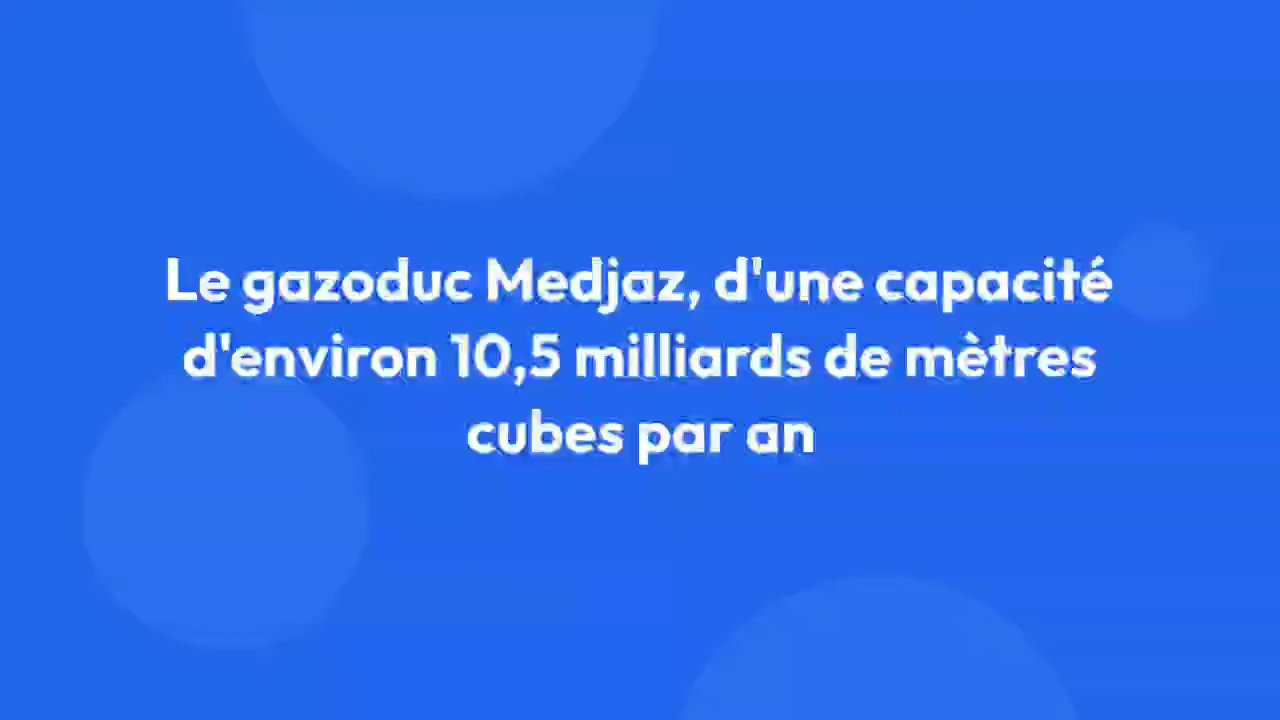 Le gazoduc Medjaz, d'une capacité
d'environ 10,5 milliards de mètres
cubes par an